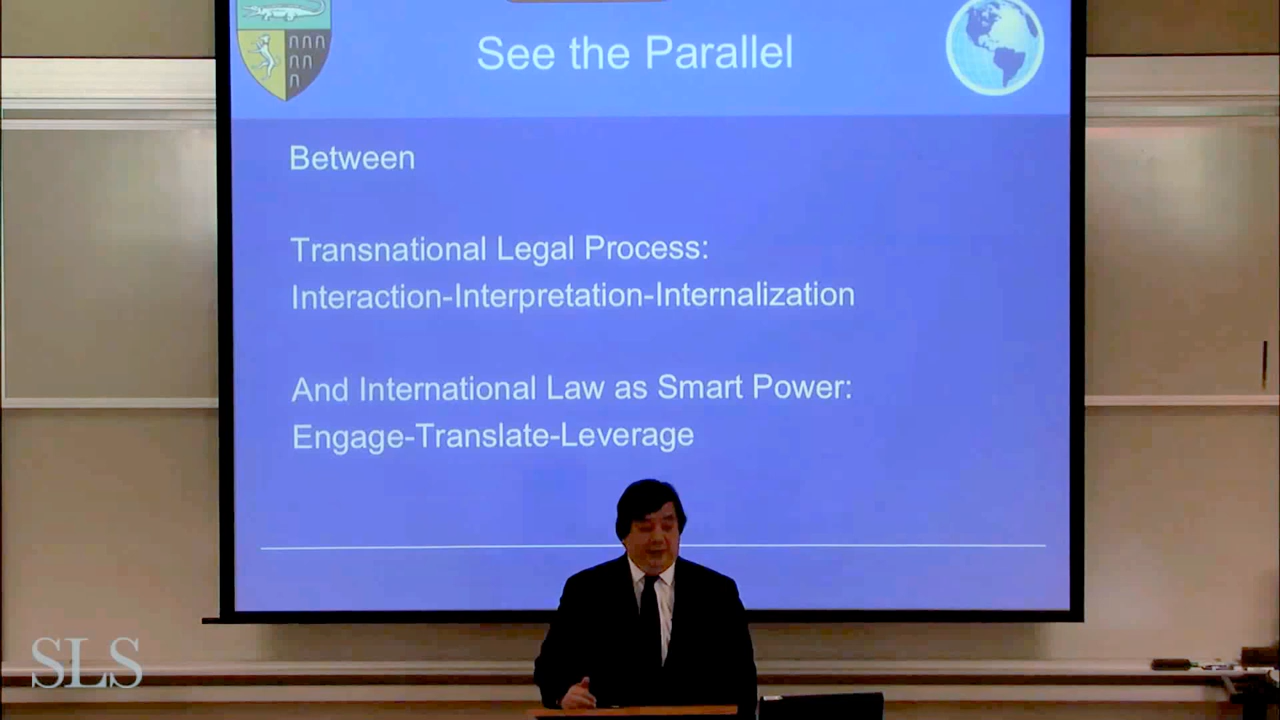 See the Parallel
Between
Transnational Legal Process:
Interaction-Interpretation-Internalization
And International Law as Smart Power:
Engage-Translate-Leverage
SLS